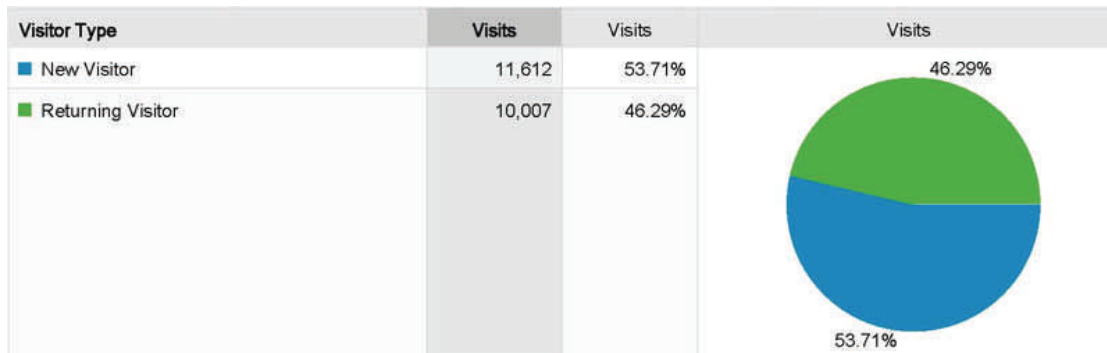 Visitor Type Visits Visits Visits
New Visitor 11,612 53.71%
Returning Visitor 10,007 46.29%
46.29%
53.71%